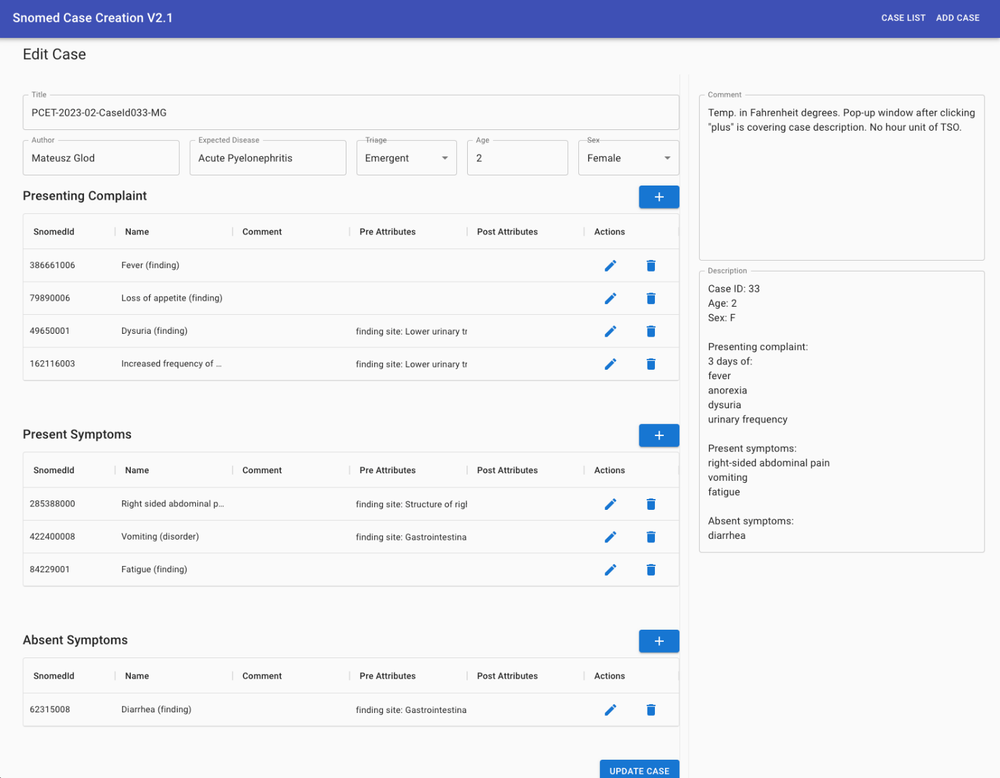 Snomed Case Creation V2.1
CASE LIST ADD CASE
Edit Case
Title
PCET-2023-02-CaseId033-MG
Author
Mateusz Glod
Expected Disease
Acute Pyelonephritis
Triage
Emergent
Age
2
Sex
Female
Presenting Complaint
+
SnomedId Name Comment Pre Attributes Post Attributes Actions
386661006 Fever (finding)
79890006 Loss of appetite (finding)
49650001 Dysuria (finding) finding site: Lower urinary tr
162116003 Increased frequency of ... finding site: Lower urinary tr
Present Symptoms
+
SnomedId Name Comment Pre Attributes Post Attributes Actions
285388000 Right sided abdominal p... finding site: Structure of righ
422400008 Vomiting (disorder) finding site: Gastrointestina
84229001 Fatigue (finding)
Absent Symptoms
+
SnomedId Name Comment Pre Attributes Post Attributes Actions
62315008 Diarrhea (finding) finding site: Gastrointestina
UPDATE CASE
Comment
Temp. in Fahrenheit degrees. Pop-up window after clicking
"plus" is covering case description. No hour unit of TSO.
Description
Case ID: 33
Age: 2
Sex: F
Presenting complaint:
3 days of:
fever
anorexia
dysuria
urinary frequency
Present symptoms:
right-sided abdominal pain
vomiting
fatigue
Absent symptoms:
diarrhea